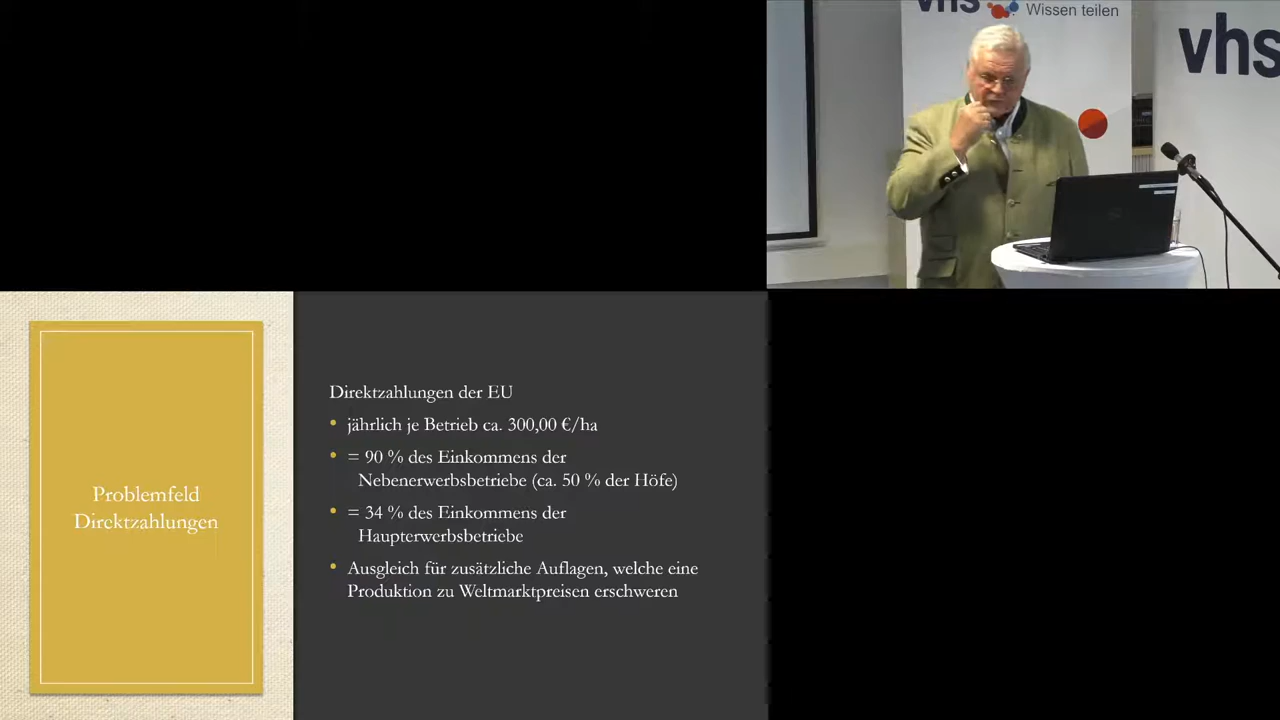 vhs Wissen teilen
vhs
Problemfeld
Direktzahlungen
Direktzahlungen der EU
• jährlich je Betrieb ca. 300,00 €/ha
• = 90 % des Einkommens der
Nebenerwerbsbetriebe (ca. 50 % der Höfe)
• = 34 % des Einkommens der
Haupterwerbsbetriebe
• Ausgleich für zusätzliche Auflagen, welche eine
Produktion zu Weltmarktpreisen erschweren